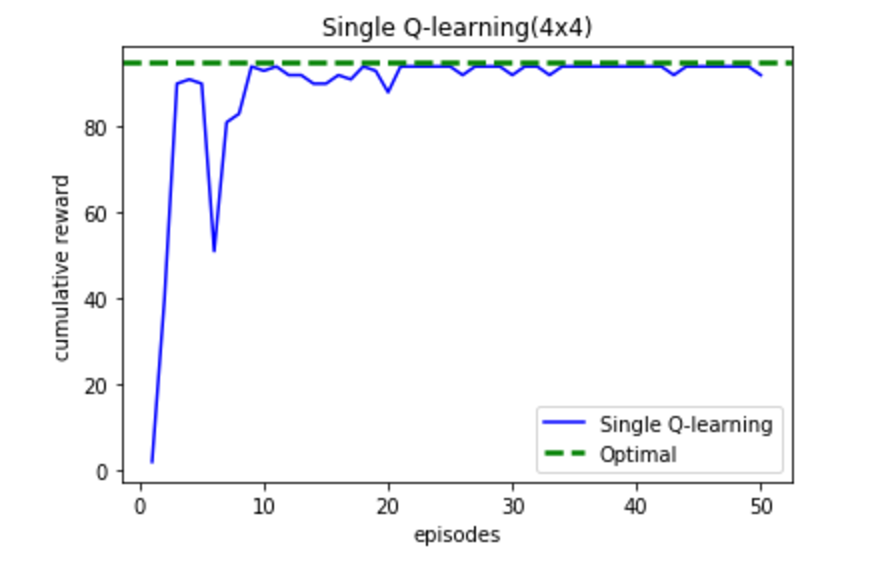 Single Q-learning(4x4)
cumulative reward
80
60
40
20
0
0 10 20 30 40 50
episodes
Single Q-learning
Optimal